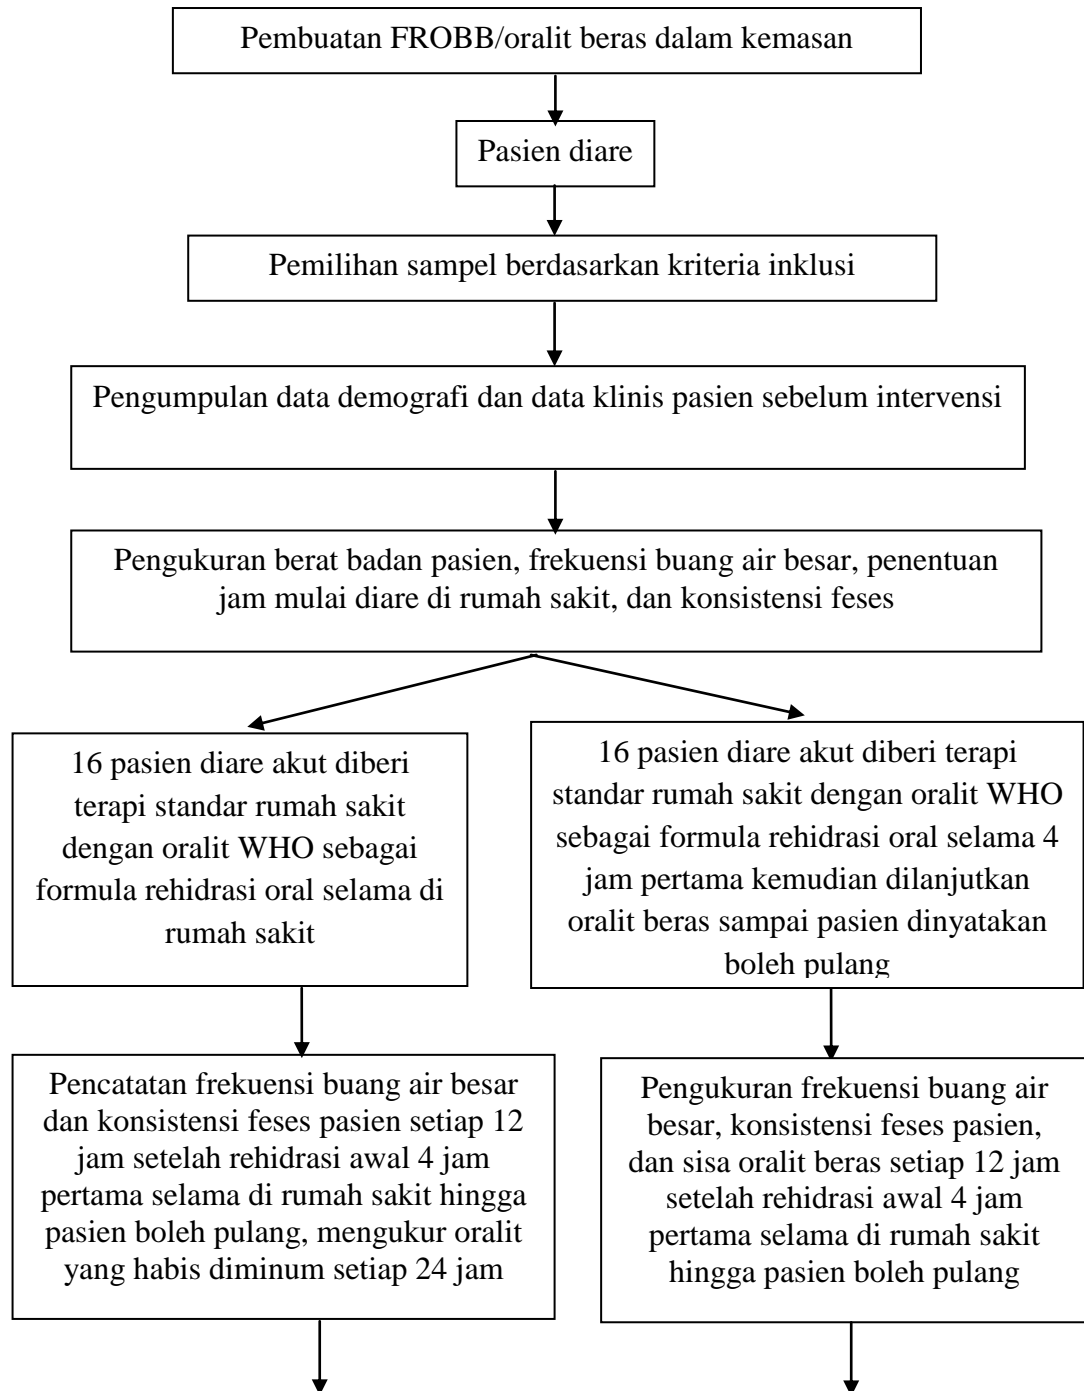 Pembuatan FROBB/oralit beras dalam kemasan
Pasien diare
Pemilihan sampel berdasarkan kriteria inklusi
Pengumpulan data demografi dan data klinis pasien sebelum intervensi
Pengukuran berat badan pasien, frekuensi buang air besar, penentuan
jam mulai diare di rumah sakit, dan konsistensi feses
16 pasien diare akut diberi
terapi standar rumah sakit
dengan oralit WHO sebagai
formula rehidrasi oral selama di
rumah sakit
16 pasien diare akut diberi terapi
standar rumah sakit dengan oralit WHO
sebagai formula rehidrasi oral selama 4
jam pertama kemudian dilanjutkan
oralit beras sampai pasien dinyatakan
boleh pulang
Pencatatan frekuensi buang air besar
dan konsistensi feses pasien setiap 12
jam setelah rehidrasi awal 4 jam
pertama selama di rumah sakit hingga
pasien boleh pulang, mengukur oralit
yang habis diminum setiap 24 jam
Pengukuran frekuensi buang air
besar, konsistensi feses pasien,
dan sisa oralit beras setiap 12 jam
setelah rehidrasi awal 4 jam
pertama selama di rumah sakit
hingga pasien boleh pulang